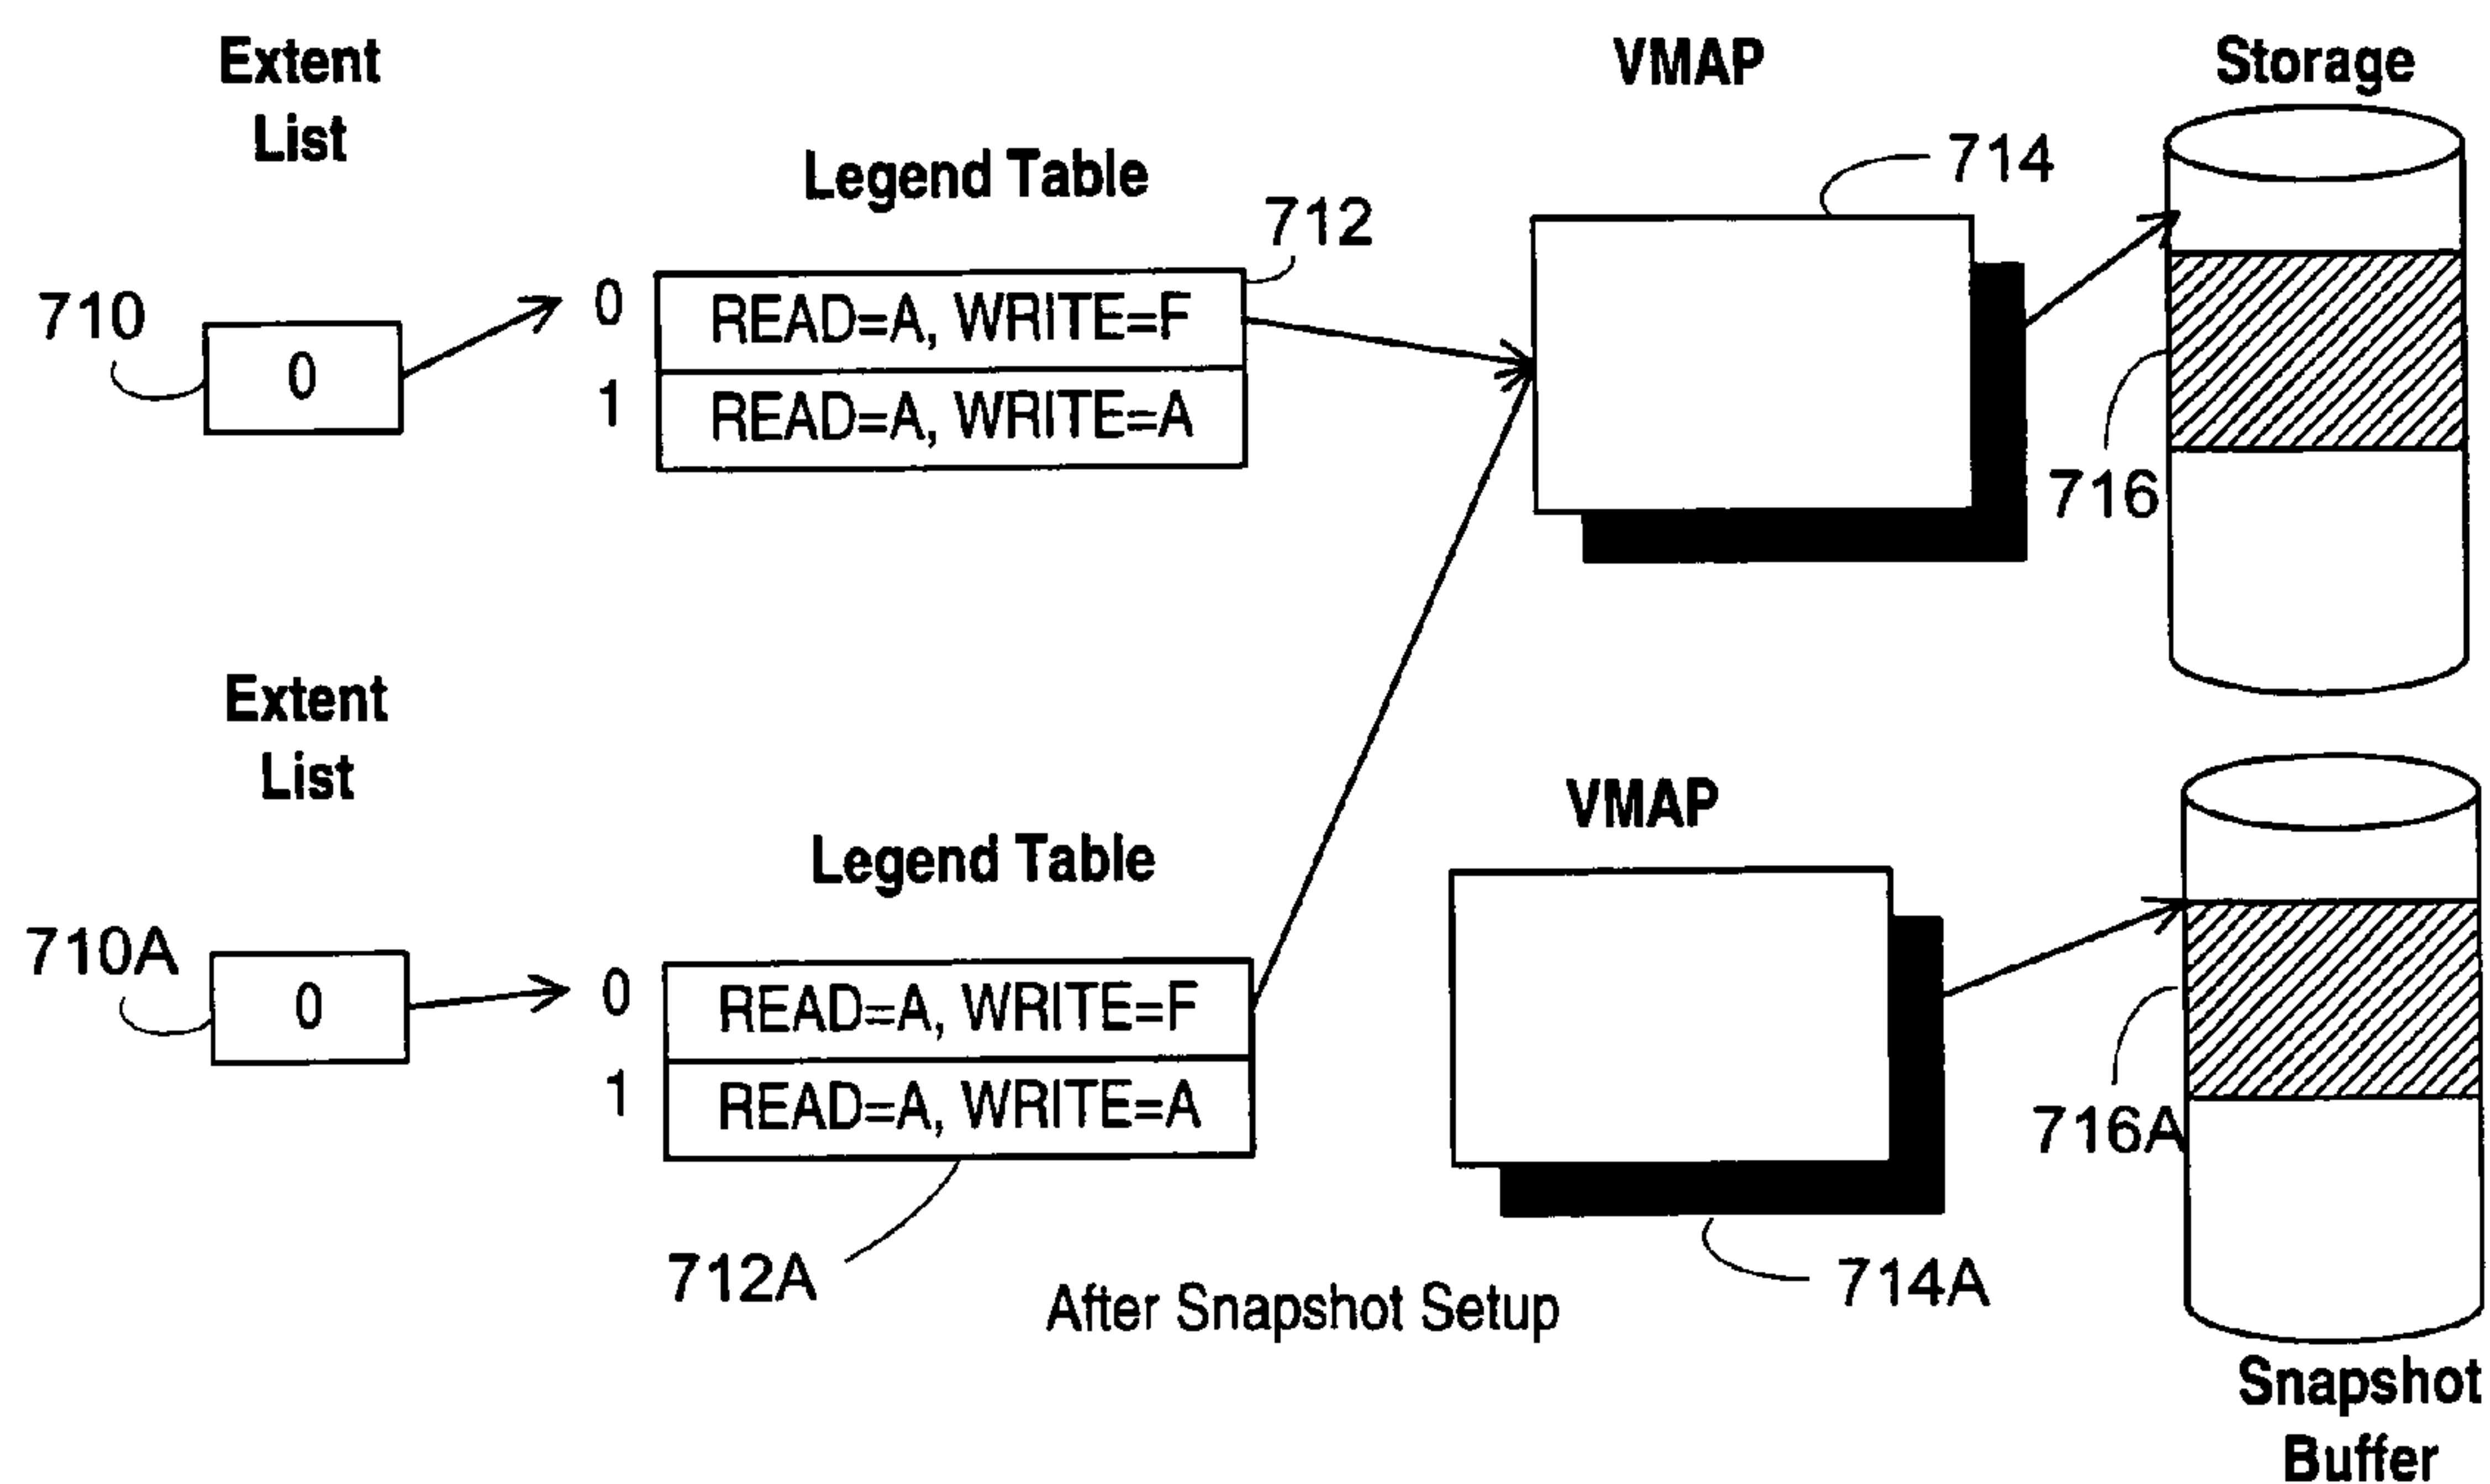 Extent
List
VMAP
Storage
Legend Table
714
712
710
0
0
READ=A, WRITE=F
1
READ=A, WRITE=A
716
Extent
List
VMAP
Legend Table
710A
0
0
READ=A, WRITE=F
1
READ=A, WRITE=A
716A
712A
714A
After Snapshot Setup
Snapshot
Buffer